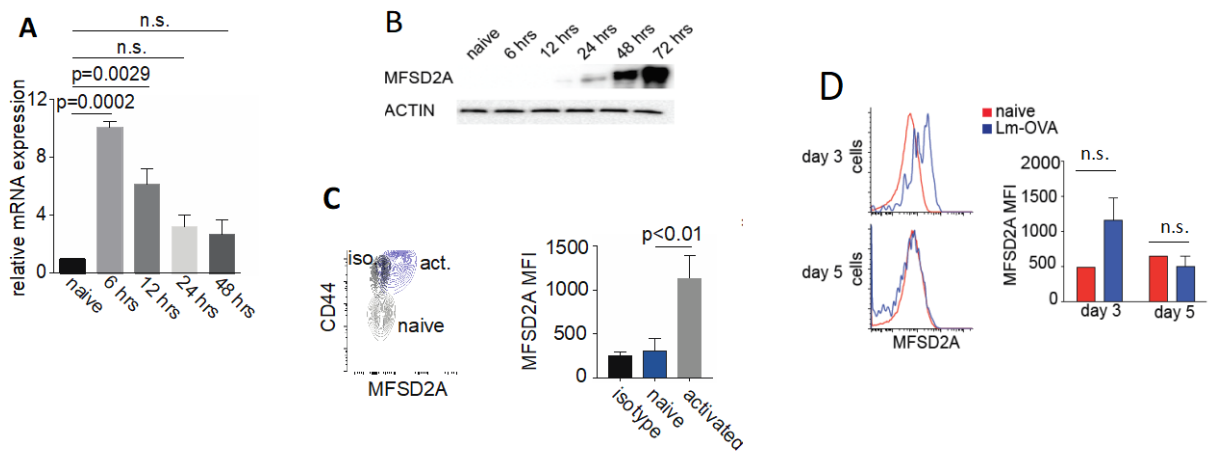 A
n.s.
n.s.
p=0.0029
p=0.0002
12
8
4
0
relative mRNA expression
naive
6 hrs
12 hrs
24 hrs
48 hrs
B
naive
6 hrs
12 hrs
24 hrs
48 hrs
72 hrs
MFSD2A
ACTIN
C
iso.
act.
naive
CD44
MFSD2A
p<0.01
1500
1000
500
0
MFSD2A MFI
isotype
naive
activated
D
naive
Lm-OVA
day 3
cells
day 5
cells
MFSD2A
n.s.
n.s.
2000
1500
1000
500
0
MFSD2A MFI
day 3
day 5